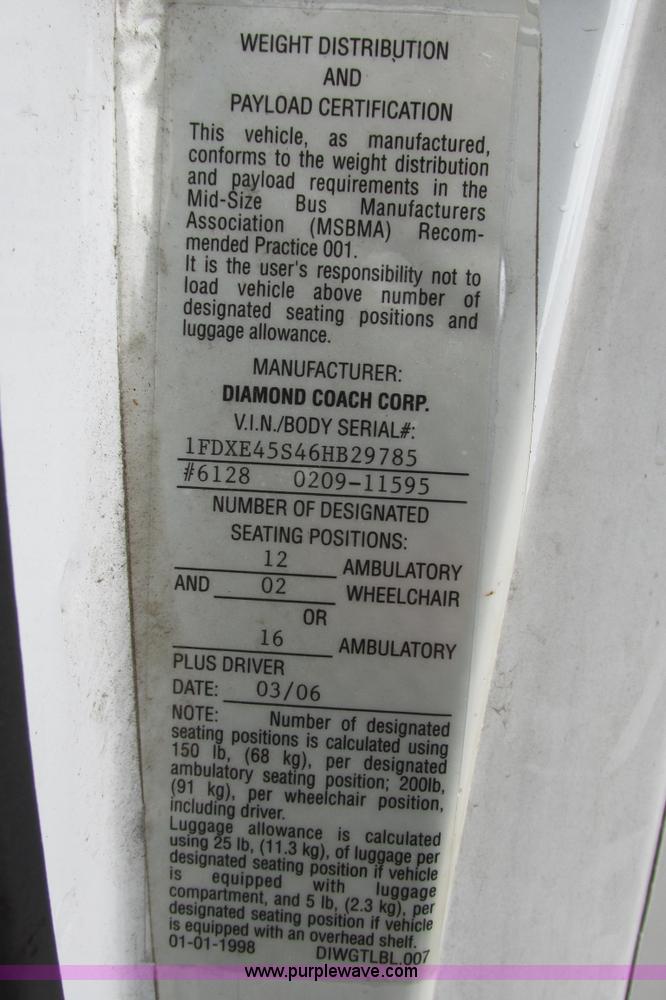 WEIGHT DISTRIBUTION
AND
PAYLOAD CERTIFICATION
This vehicle, as manufactured,
conforms to the weight distribution
and payload requirements in the
Mid-Size Bus Manufacturers
Association (MSBMA) Recom-
mended Practice 001.
It is the user's responsibility not to
load vehicle above number of
designated seating positions and
luggage allowance.
MANUFACTURER:
DIAMOND COACH CORP.
V.I.N./BODY SERIAL#:
1FDXE45S46HB29785
#6128 0209-11595
NUMBER OF DESIGNATED
SEATING POSITIONS:
12 AMBULATORY
AND 02 WHEELCHAIR
OR
16 AMBULATORY
PLUS DRIVER
DATE: 03/06
NOTE: Number of designated
seating positions is calculated using
150 lb, (68 kg), per designated
ambulatory seating position; 200lb,
(91 kg), per wheelchair position,
including driver.
Luggage allowance is calculated
using 25 lb, (11.3 kg), of luggage per
designated seating position if vehicle
is equipped with luggage
compartment, and 5 lb, (2.3 kg), per
designated seating position if vehicle
is equipped with an overhead shelf.
01-01-1998 DIWGTLBL.007
www.purplewave.com